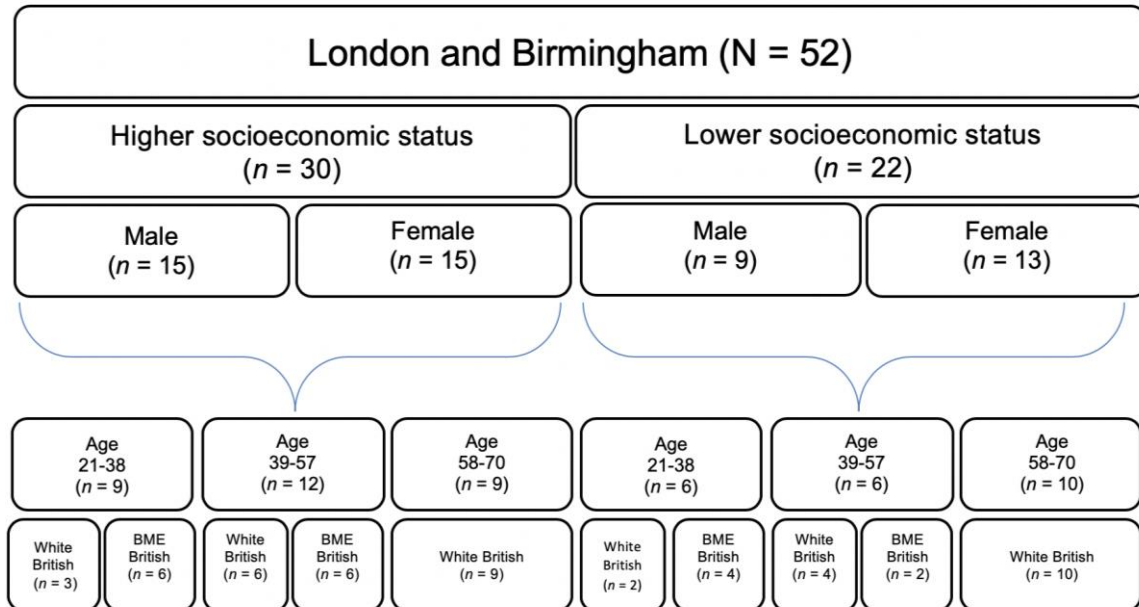 London and Birmingham (N = 52)
Higher socioeconomic status
(n = 30)
Lower socioeconomic status
(n = 22)
Male
(n = 15)
Female
(n = 15)
Male
(n = 9)
Female
(n = 13)
Age
21-38
(n = 9)
Age
39-57
(n = 12)
Age
58-70
(n = 9)
Age
21-38
(n = 6)
Age
39-57
(n = 6)
Age
58-70
(n = 10)
White
British
(n = 3)
BME
British
(n = 6)
White
British
(n = 6)
BME
British
(n = 6)
White British
(n = 9)
White
British
(n = 2)
BME
British
(n = 4)
White
British
(n = 4)
BME
British
(n = 2)
White British
(n = 10)